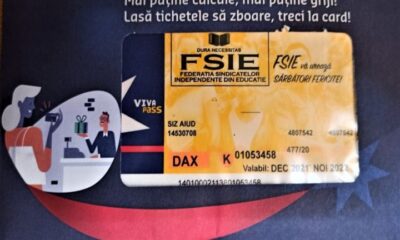 Mai puține calcule, mai puține griji!
Lasă tichetele să zboare, treci la card!
DURA NECESSITAS
FSIE
FEDERAȚIA SINDICATELOR
INDEPENDENTE DIN EDUCAȚIE
FSIE vă urează
SĂRBĂTORI FERICITE!
VIVA
PASS
SIZ AIUD
14530708
4807542
DAX K 01053458
477/20
Valabil: DEC 2021 NOI